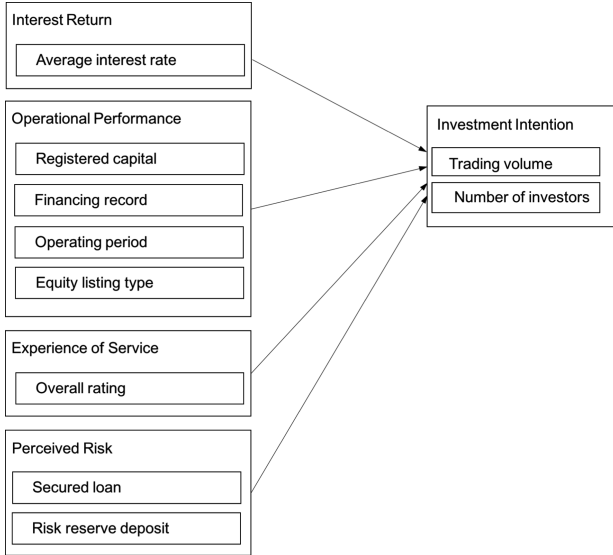 Interest Return
Average interest rate
Operational Performance
Registered capital
Financing record
Operating period
Equity listing type
Experience of Service
Overall rating
Perceived Risk
Secured loan
Risk reserve deposit
Investment Intention
Trading volume
Number of investors